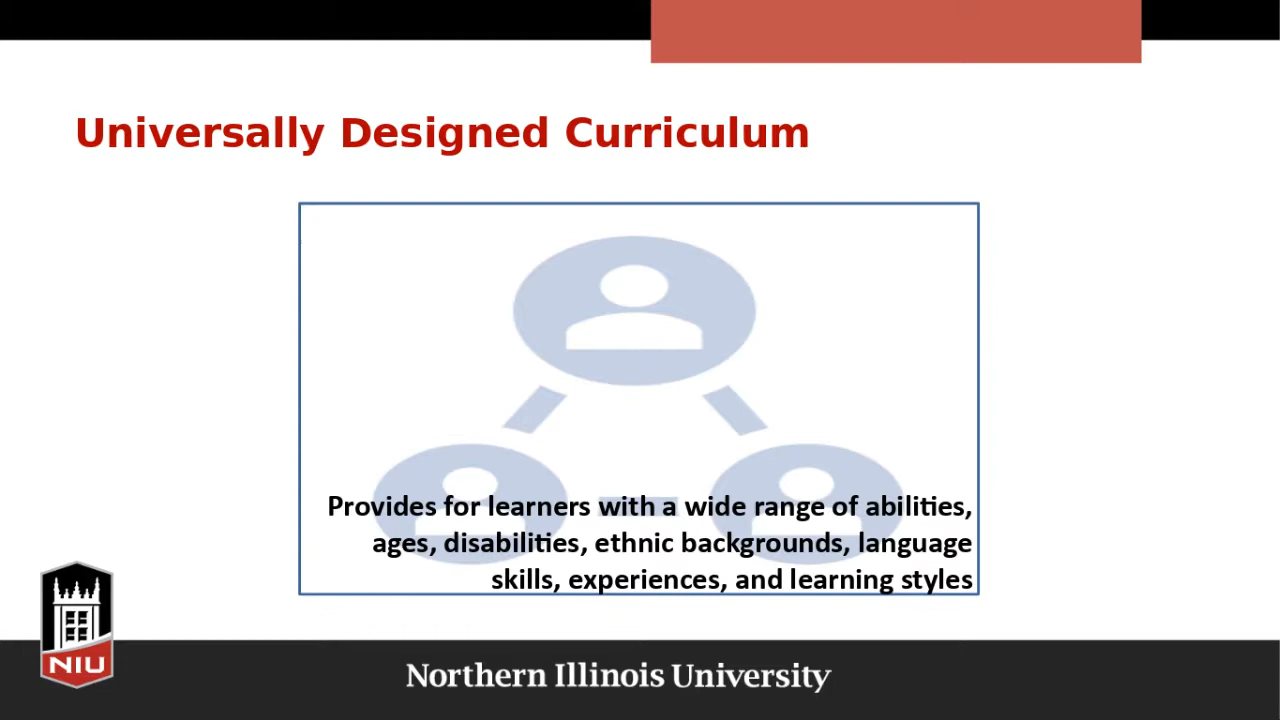 Universally Designed Curriculum
Provides for learners with a wide range of abilities,
ages, disabilities, ethnic backgrounds, language
skills, experiences, and learning styles
NIU
Northern Illinois University